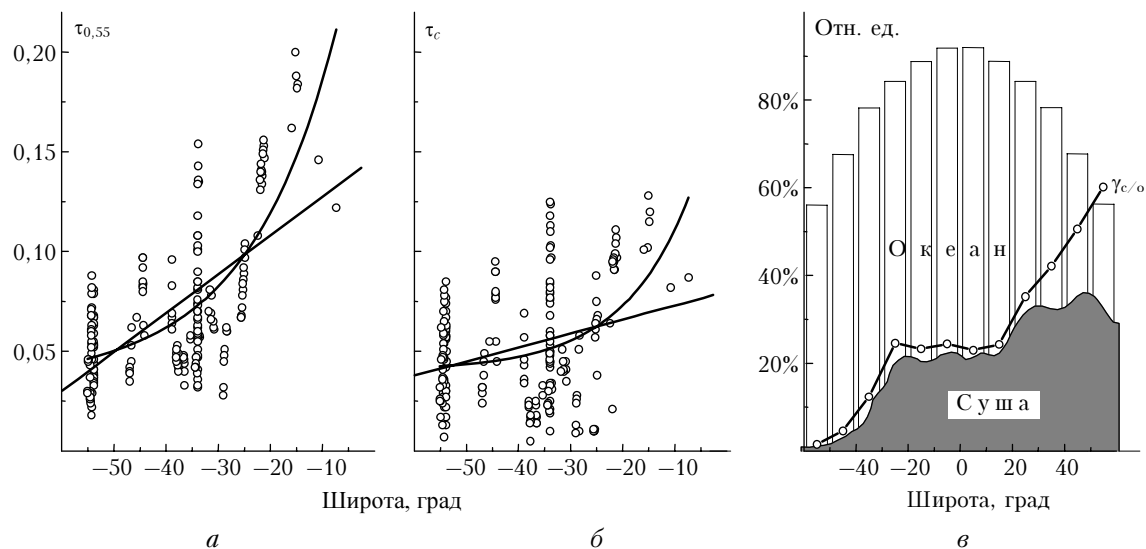 τ0,55
0,20
0,15
0,10
0,05
−50 −40 −30 −20 −10
τc
−50 −40 −30 −20 −10
Широта, град
а
б
Отн. ед.
80%
60%
40%
20%
γс/о
Океан
Суша
−40 −20 0 20 40
Широта, град
в